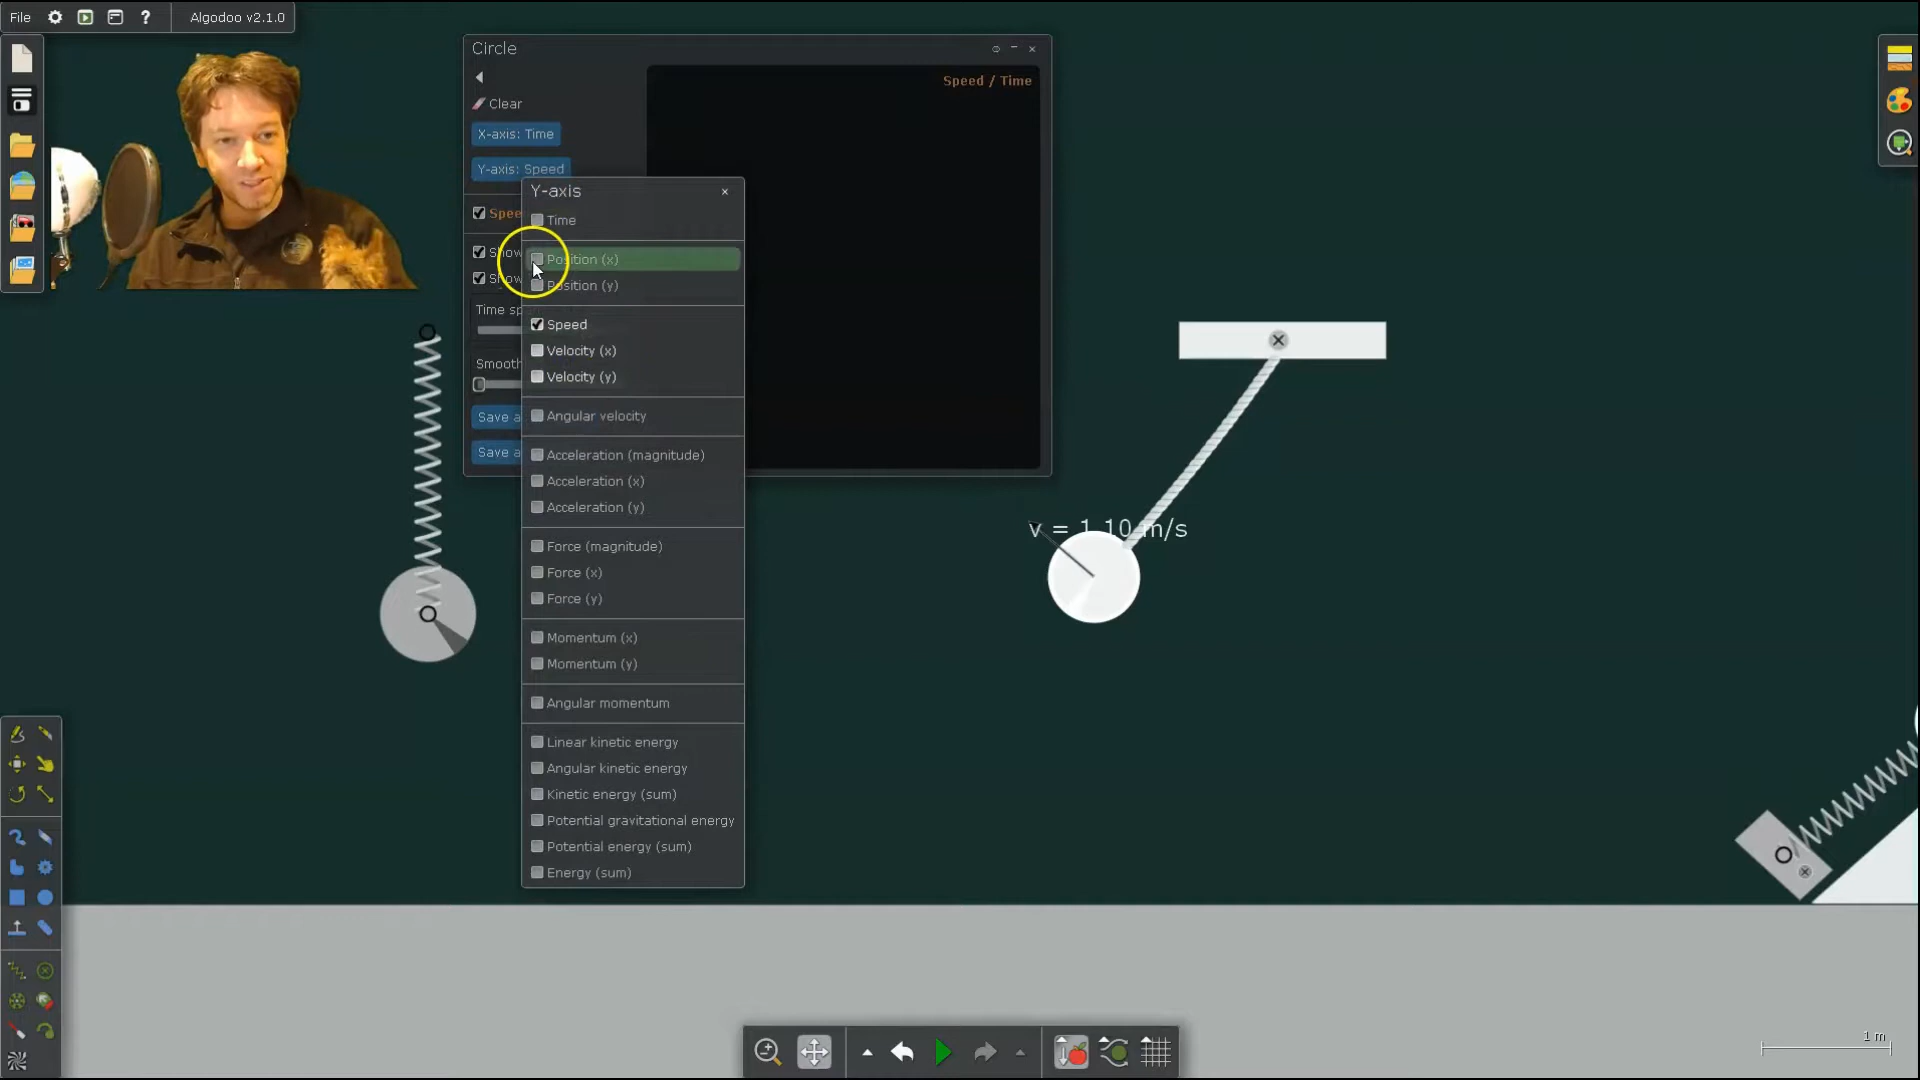 File ? Algodoo v2.1.0
Circle
Clear
Speed / Time
X-axis: Time
Y-axis: Speed
Y-axis
Time
Position (x)
Position (y)
Speed
Velocity (x)
Velocity (y)
Angular velocity
Acceleration (magnitude)
Acceleration (x)
Acceleration (y)
Force (magnitude)
Force (x)
Force (y)
Momentum (x)
Momentum (y)
Angular momentum
Linear kinetic energy
Angular kinetic energy
Kinetic energy (sum)
Potential gravitational energy
Potential energy (sum)
Energy (sum)
Spee
Show
Show
Time sp
Smooth
Save a
Save a
v = 1.10 m/s
1 m